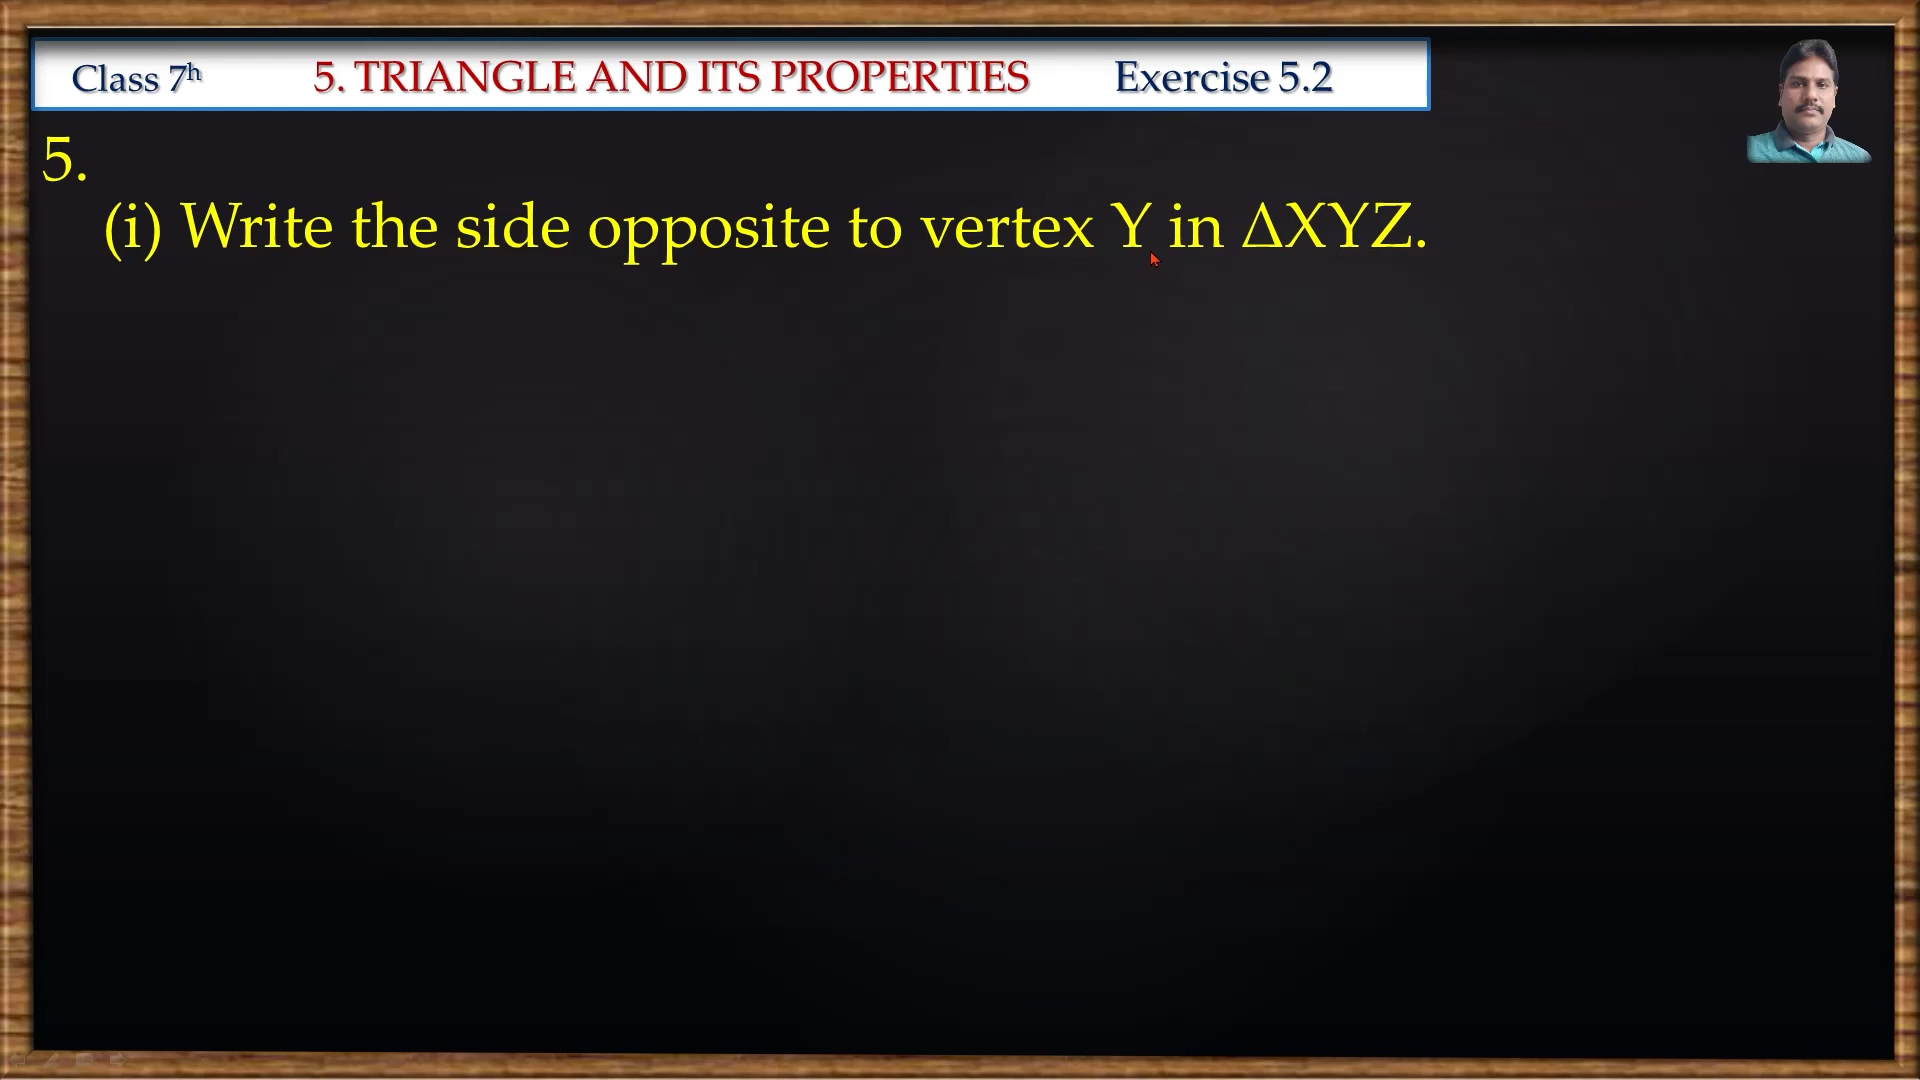 Class 7h 5. TRIANGLE AND ITS PROPERTIES Exercise 5.2
5.
(i) Write the side opposite to vertex Y in ΔXYZ.